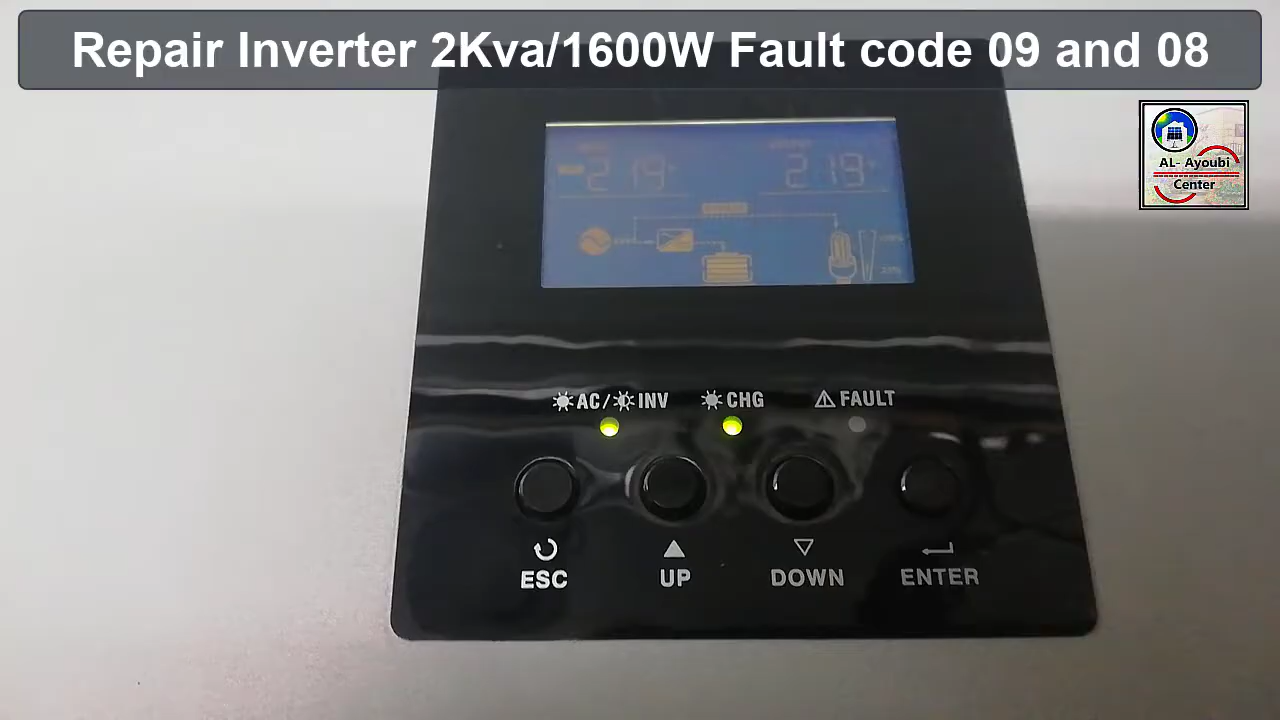 Repair Inverter 2Kva/1600W Fault code 09 and 08
AL- Ayoubi
Center
219 219
AC/ INV CHG FAULT
ESC UP DOWN ENTER